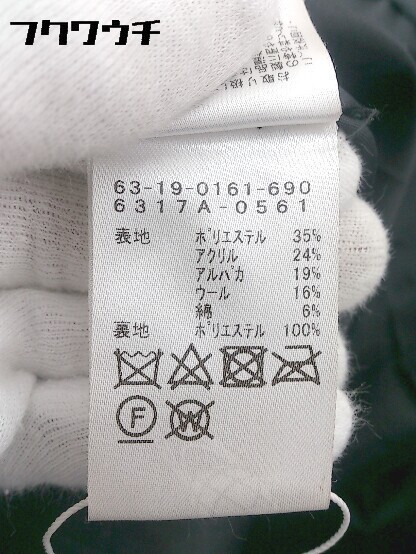 フクワウチ
63-19-0161-690
6317A-0561
表地 ポリエステル 35%
アクリル 24%
アルパカ 19%
ウール 16%
綿 6%
裏地 ポリエステル 100%
F
W